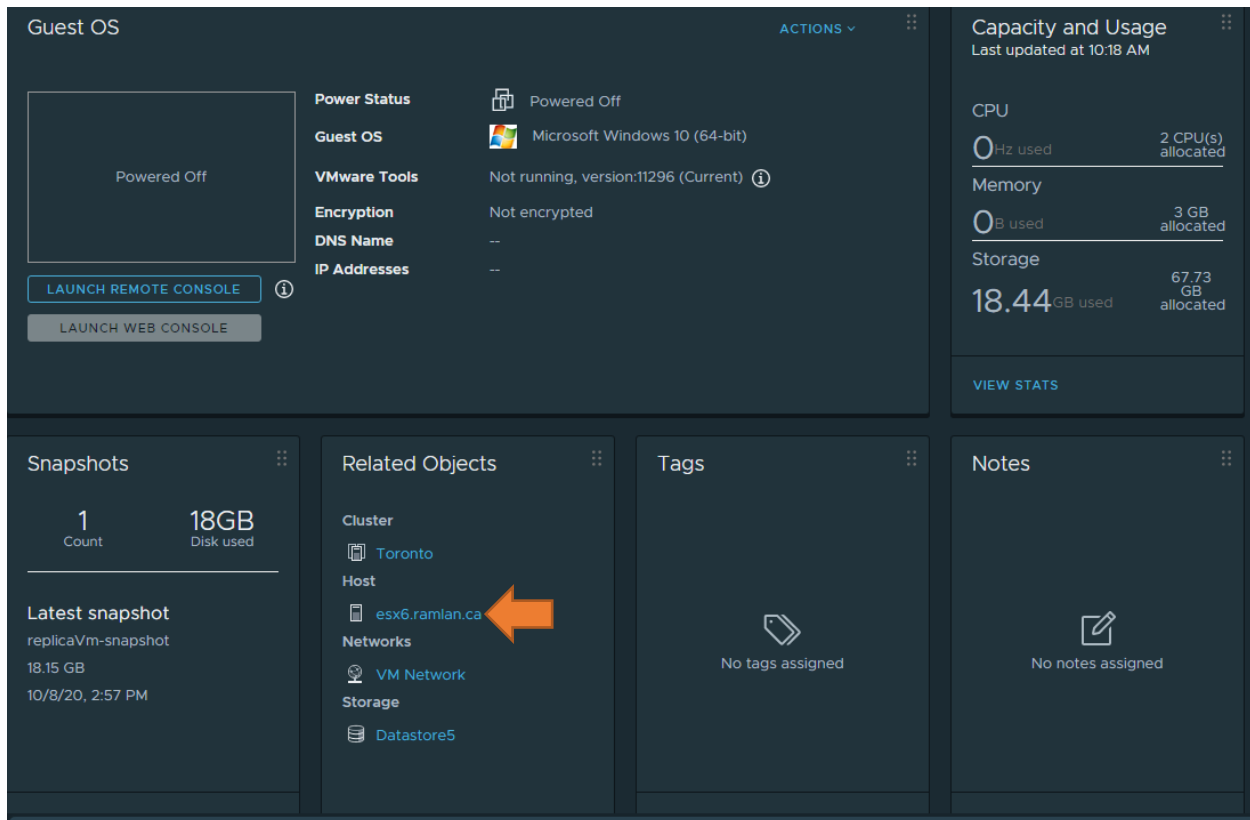 Guest OS
ACTIONS
Powered Off
LAUNCH REMOTE CONSOLE
LAUNCH WEB CONSOLE
Power Status Powered Off
Guest OS Microsoft Windows 10 (64-bit)
VMware Tools Not running, version:11296 (Current)
Encryption Not encrypted
DNS Name --
IP Addresses --
Capacity and Usage
Last updated at 10:18 AM
CPU
0 Hz used
2 CPU(s)
allocated
Memory
0 B used
3 GB
allocated
Storage
18.44 GB used
67.73
GB
allocated
VIEW STATS
Snapshots
1 18GB
Count Disk used
Latest snapshot
replicaVm-snapshot
18.15 GB
10/8/20, 2:57 PM
Related Objects
Cluster
Toronto
Host
esx6.ramlan.ca
Networks
VM Network
Storage
Datastore5
Tags
No tags assigned
Notes
No notes assigned